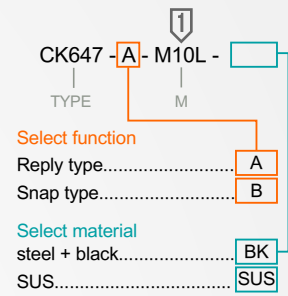 1
CK647 - A - M10L -
TYPE M
Select function
Reply type........................... A
Snap type........................... B
Select material
steel + black...................... BK
SUS.................................. SUS